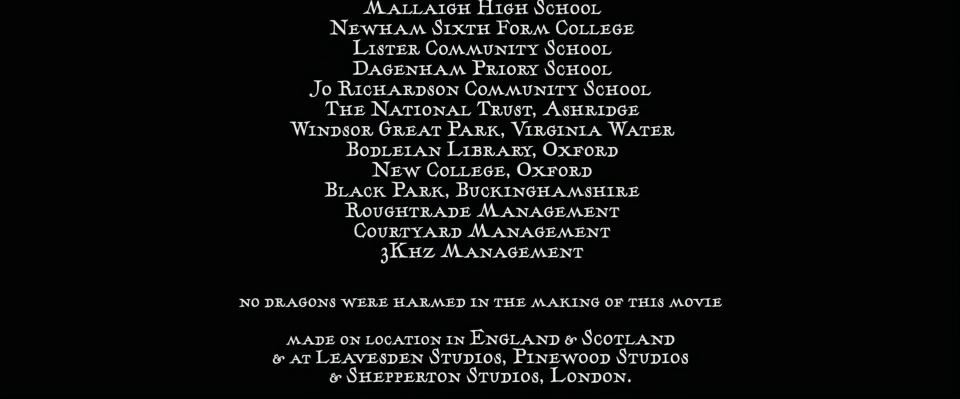 Mallaigh High School
Newham Sixth Form College
Lister Community School
Dagenham Priory School
Jo Richardson Community School
The National Trust, Ashridge
Windsor Great Park, Virginia Water
Bodleian Library, Oxford
New College, Oxford
Black Park, Buckinghamshire
Roughtrade Management
Courtyard Management
3Khz Management
no dragons were harmed in the making of this movie
made on location in England & Scotland
& at Leavesden Studios, Pinewood Studios
& Shepperton Studios, London.